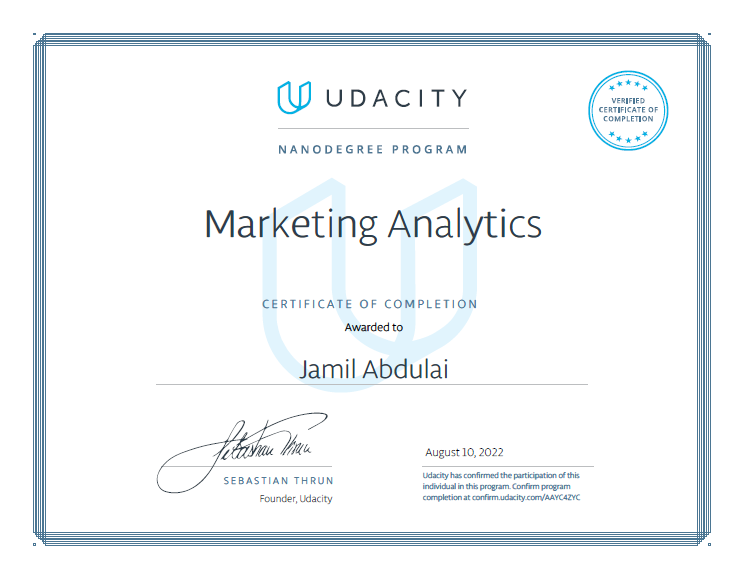 UDACITY
VERIFIED
CERTIFICATE OF
COMPLETION
NANODEGREE PROGRAM
Marketing Analytics
CERTIFICATE OF COMPLETION
Awarded to
Jamil Abdulai
Sebastian Thrun
SEBASTIAN THRUN
Founder, Udacity
August 10, 2022
Udacity has confirmed the participation of this
individual in this program. Confirm program
completion at confirm.udacity.com/AAYC4ZYC